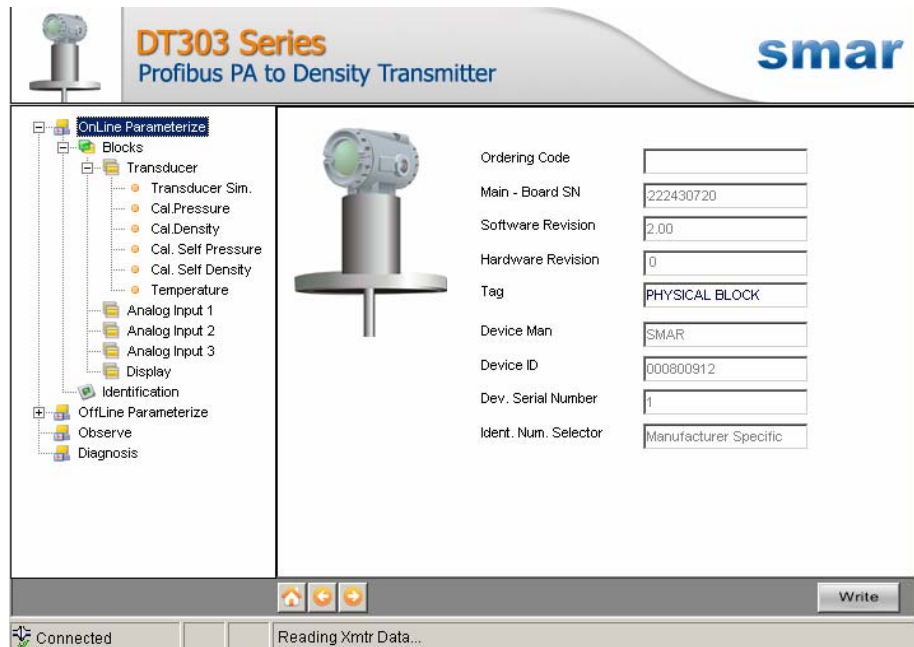 DT303 Series
Profibus PA to Density Transmitter
smar
OnLine Parameterize
Blocks
Transducer
Transducer Sim.
Cal.Pressure
Cal.Density
Cal. Self Pressure
Cal. Self Density
Temperature
Analog Input 1
Analog Input 2
Analog Input 3
Display
Identification
OffLine Parameterize
Observe
Diagnosis
Ordering Code
Main - Board SN 222430720
Software Revision 2.00
Hardware Revision 0
Tag PHYSICAL BLOCK
Device Man SMAR
Device ID 000800912
Dev. Serial Number 1
Ident. Num. Selector Manufacturer Specific
Write
Connected
Reading Xmtr Data...